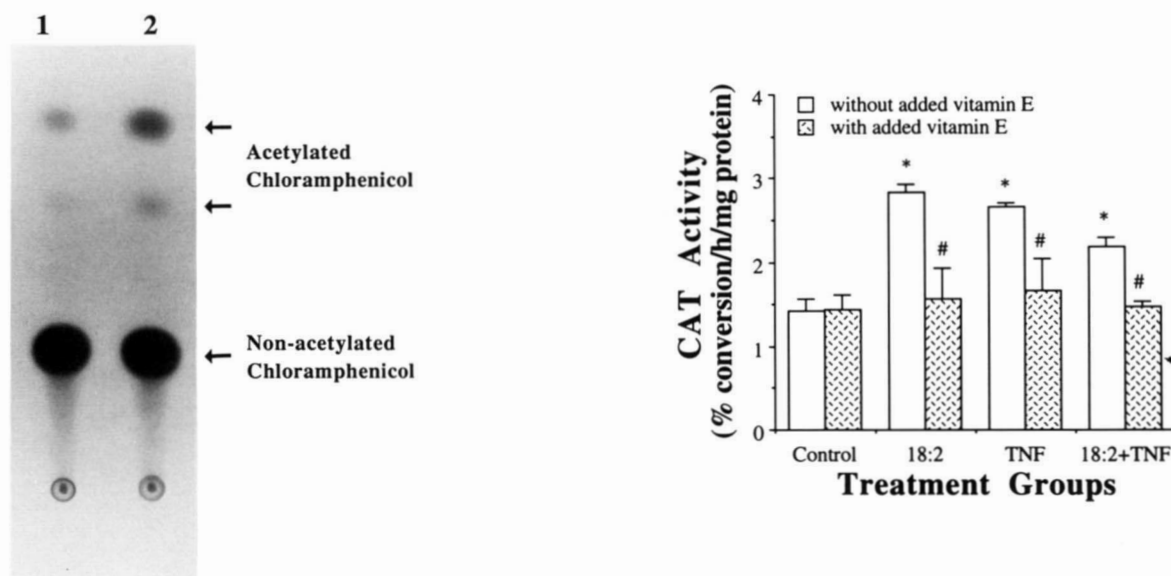 1 2
Acetylated
Chloramphenicol
Non-acetylated
Chloramphenicol
CAT Activity
(% conversion/h/mg protein)
4
3
2
1
0
without added vitamin E
with added vitamin E
* * *
# # #
Control 18:2 TNF 18:2+TNF
Treatment Groups